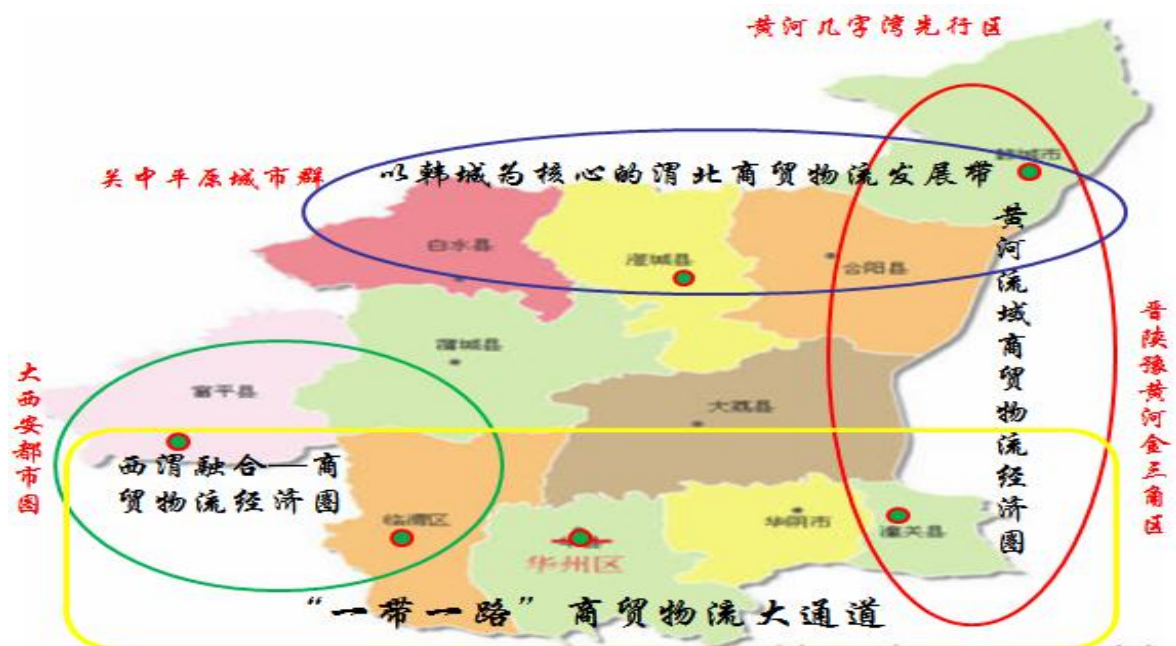 黄河几字湾先行区
关中平原城市群
以韩城为核心的渭北商贸物流发展带
韩城市
白水县
澄城县
合阳县
黄河流域商贸物流经济圈
晋陕豫黄河金三角区
蒲城县
大西安都市圈
富平县
大荔县
西渭融合—商
贸物流经济圈
临渭区
华县
华州区
华阴市
潼关县
“一带一路”商贸物流大通道